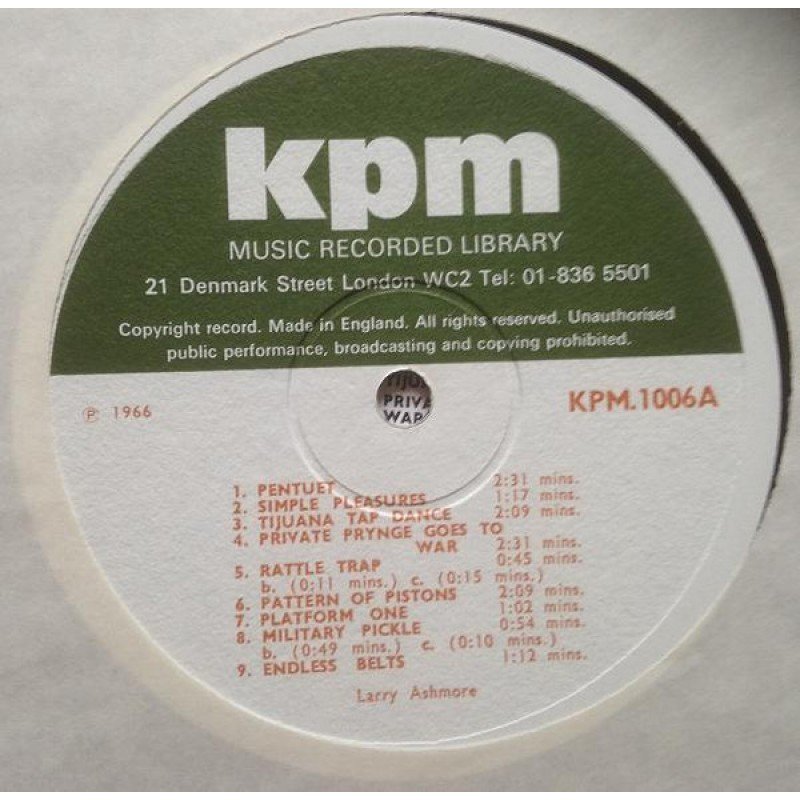 kpm
MUSIC RECORDED LIBRARY
21 Denmark Street London WC2 Tel: 01-836 5501
Copyright record. Made in England. All rights reserved. Unauthorised
public performance, broadcasting and copying prohibited.
℗ 1966
KPM.1006A
PRIVA
WAR
1. PENTUET 2:31 mins.
2. SIMPLE PLEASURES 1:17 mins.
3. TIJUANA TAP DANCE 2:09 mins.
4. PRIVATE PRYNGE GOES TO
WAR 2:31 mins.
5. RATTLE TRAP 0:45 mins.
b. (0:11 mins.) c. (0:15 mins.)
6. PATTERN OF PISTONS 2:09 mins.
7. PLATFORM ONE 1:02 mins.
8. MILITARY PICKLE 0:54 mins.
b. (0:49 mins.) c. (0:10 mins.)
9. ENDLESS BELTS 1:12 mins.
Larry Ashmore